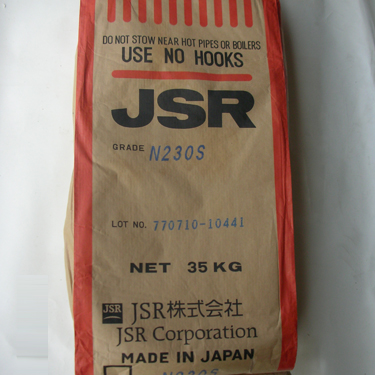 DO NOT STOW NEAR HOT PIPES OR BOILERS
USE NO HOOKS
JSR
GRADE N230S
LOT NO. 770710-10441
NET 35 KG
JSR JSR株式会社
JSR Corporation
MADE IN JAPAN
N230S